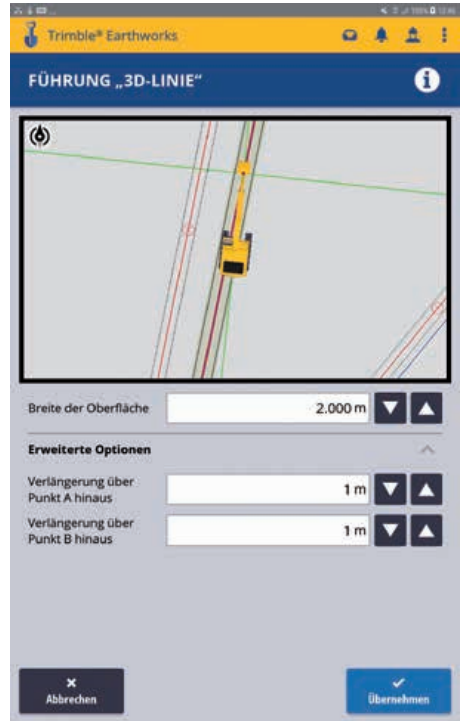 Trimble® Earthworks
FÜHRUNG „3D-LINIE“
Breite der Oberfläche 2.000 m
Erweiterte Optionen
Verlängerung über
Punkt A hinaus 1 m
Verlängerung über
Punkt B hinaus 1 m
Abbrechen Übernehmen